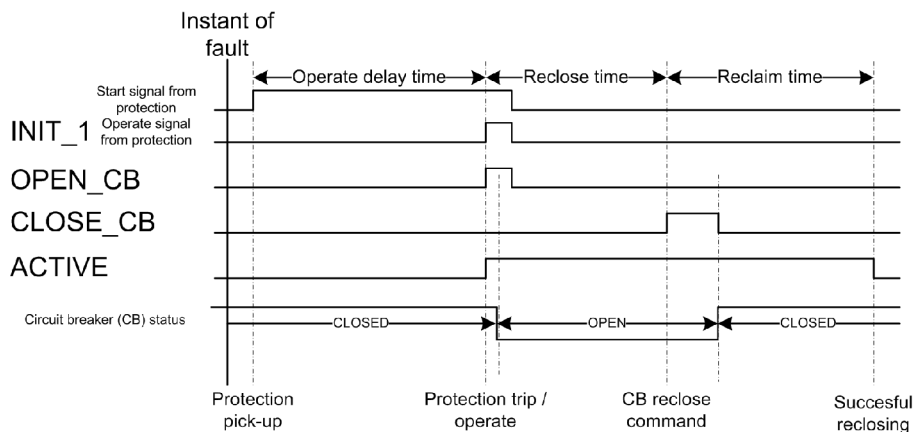 Instant of
fault
Operate delay time
Reclose time
Reclaim time
Start signal from
protection
INIT_1
Operate signal
from protection
OPEN_CB
CLOSE_CB
ACTIVE
Circuit breaker (CB) status
CLOSED
OPEN
CLOSED
Protection
pick-up
Protection trip /
operate
CB reclose
command
Succesful
reclosing